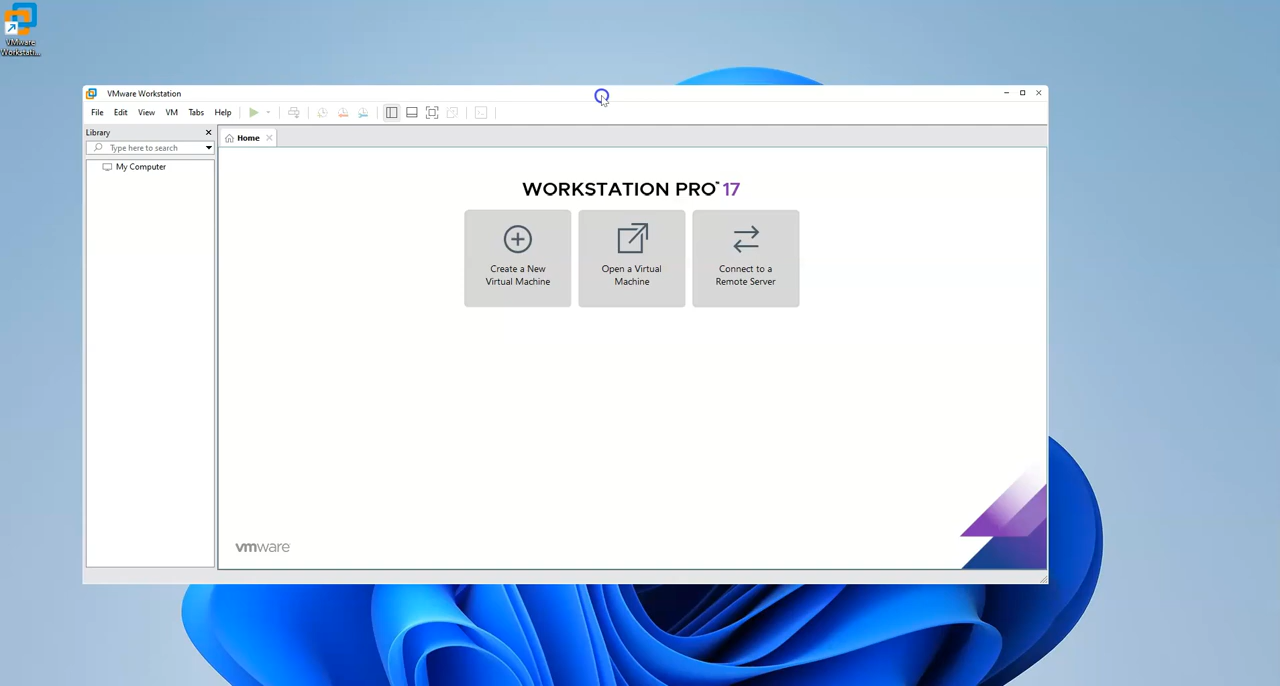 VMware
Workstati...
VMware Workstation
File Edit View VM Tabs Help
Library
Type here to search
My Computer
Home
WORKSTATION PRO™ 17
Create a New
Virtual Machine
Open a Virtual
Machine
Connect to a
Remote Server
vmware